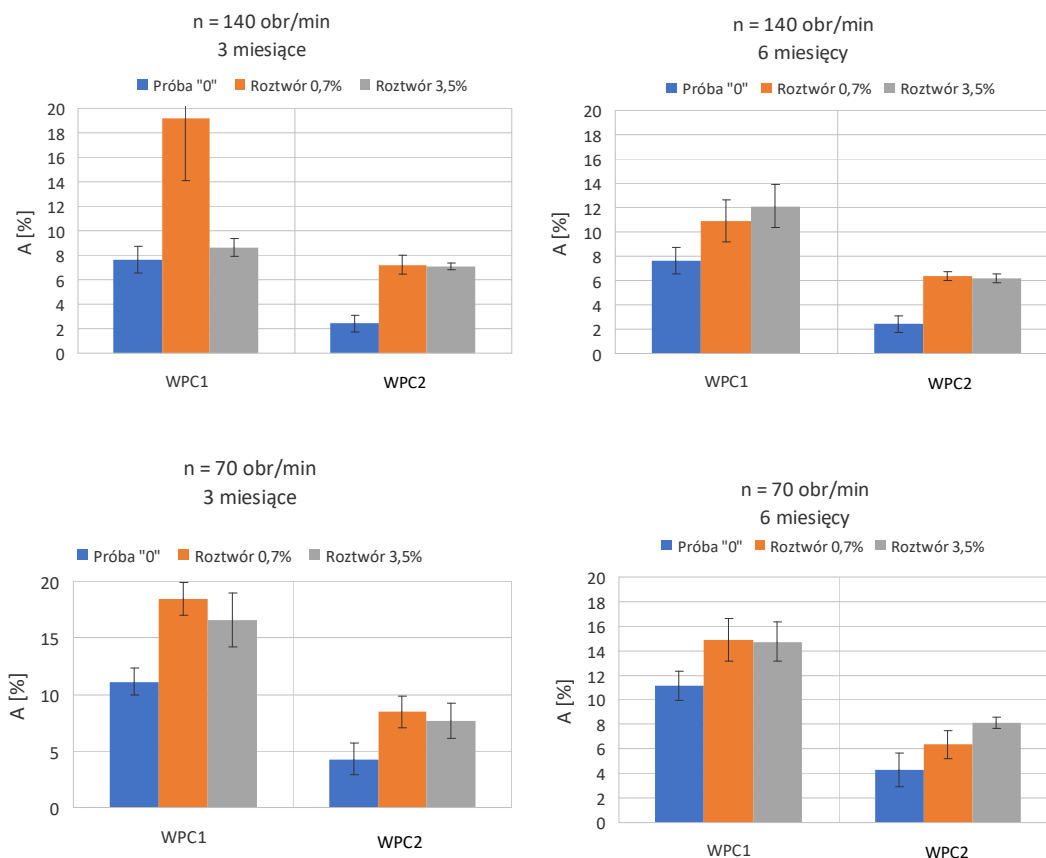 n = 140 obr/min
3 miesiące
Próba "0" Roztwór 0,7% Roztwór 3,5%
20
18
16
14
12
10
8
6
4
2
0
A [%]
WPC1 WPC2
n = 140 obr/min
6 miesięcy
Próba "0" Roztwór 0,7% Roztwór 3,5%
20
18
16
14
12
10
8
6
4
2
0
A [%]
WPC1 WPC2
n = 70 obr/min
3 miesiące
Próba "0" Roztwór 0,7% Roztwór 3,5%
20
15
10
5
0
A [%]
WPC1 WPC2
n = 70 obr/min
6 miesięcy
Próba "0" Roztwór 0,7% Roztwór 3,5%
20
18
16
14
12
10
8
6
4
2
0
A [%]
WPC1 WPC2